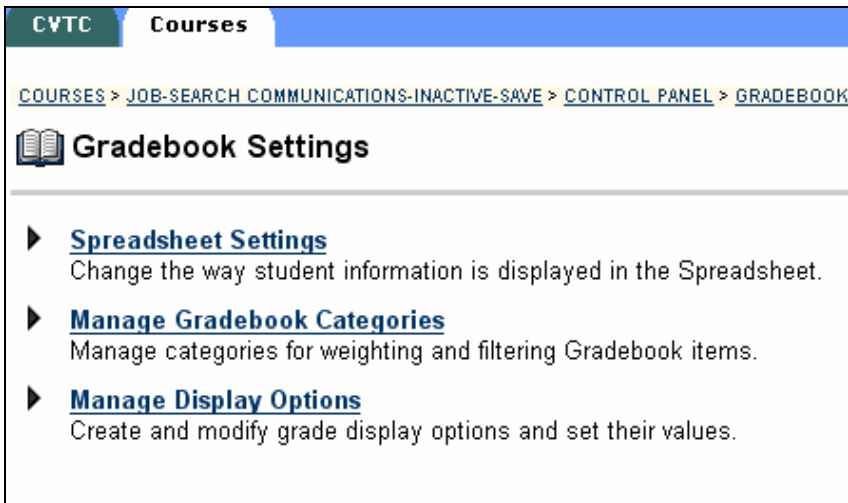 CVTC Courses
COURSES > JOB-SEARCH COMMUNICATIONS-INACTIVE-SAVE > CONTROL PANEL > GRADEBOOK
Gradebook Settings
Spreadsheet Settings
Change the way student information is displayed in the Spreadsheet.
Manage Gradebook Categories
Manage categories for weighting and filtering Gradebook items.
Manage Display Options
Create and modify grade display options and set their values.